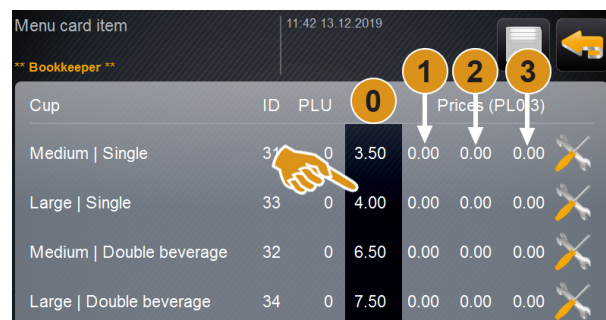 Menu card item 11:42 13.12.2019
** Bookkeeper **
1 2 3
Cup ID PLU 0 Prices (PL0-3)
Medium | Single 31 0 3.50 0.00 0.00 0.00
Large | Single 33 0 4.00 0.00 0.00 0.00
Medium | Double beverage 32 0 6.50 0.00 0.00 0.00
Large | Double beverage 34 0 7.50 0.00 0.00 0.00